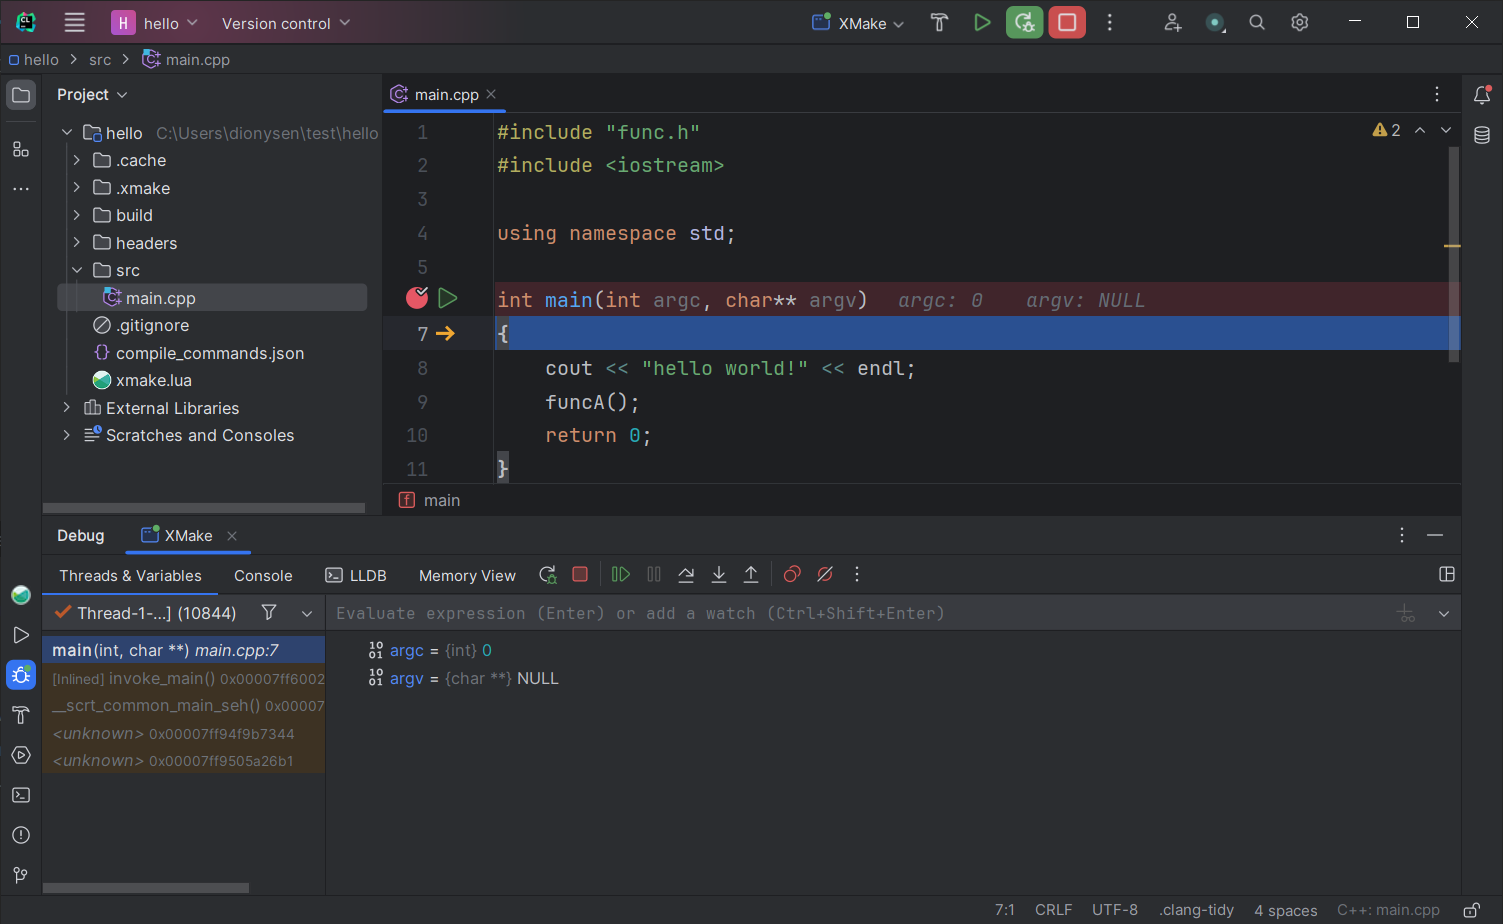 H hello Version control XMake
hello > src > main.cpp
Project
hello C:\Users\dionysen\test\hello
.cache
.xmake
build
headers
src
main.cpp
.gitignore
compile_commands.json
xmake.lua
External Libraries
Scratches and Consoles
main.cpp
2
1 #include "func.h"
2 #include <iostream>
3
4 using namespace std;
5
int main(int argc, char** argv) argc: 0 argv: NULL
7 {
8 cout << "hello world!" << endl;
9 funcA();
10 return 0;
11 }
main
Debug XMake
Threads & Variables Console LLDB Memory View
Thread-1-...] (10844) Evaluate expression (Enter) or add a watch (Ctrl+Shift+Enter)
main(int, char **) main.cpp:7
[Inlined] invoke_main() 0x00007ff6002
__scrt_common_main_seh() 0x00007
<unknown> 0x00007ff94f9b7344
<unknown> 0x00007ff9505a26b1
argc = {int} 0
argv = {char **} NULL
7:1 CRLF UTF-8 .clang-tidy 4 spaces C++: main.cpp